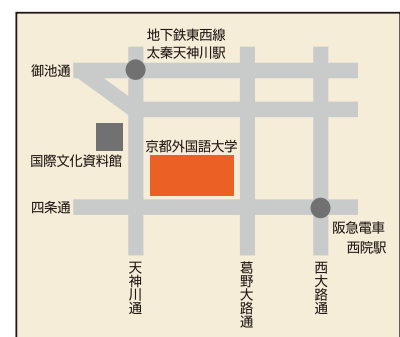 地下鉄東西線
太秦天神川駅
御池通
京都外国語大学
国際文化資料館
四条通
阪急電車
西院駅
天神川通
葛野大路通
西大路通